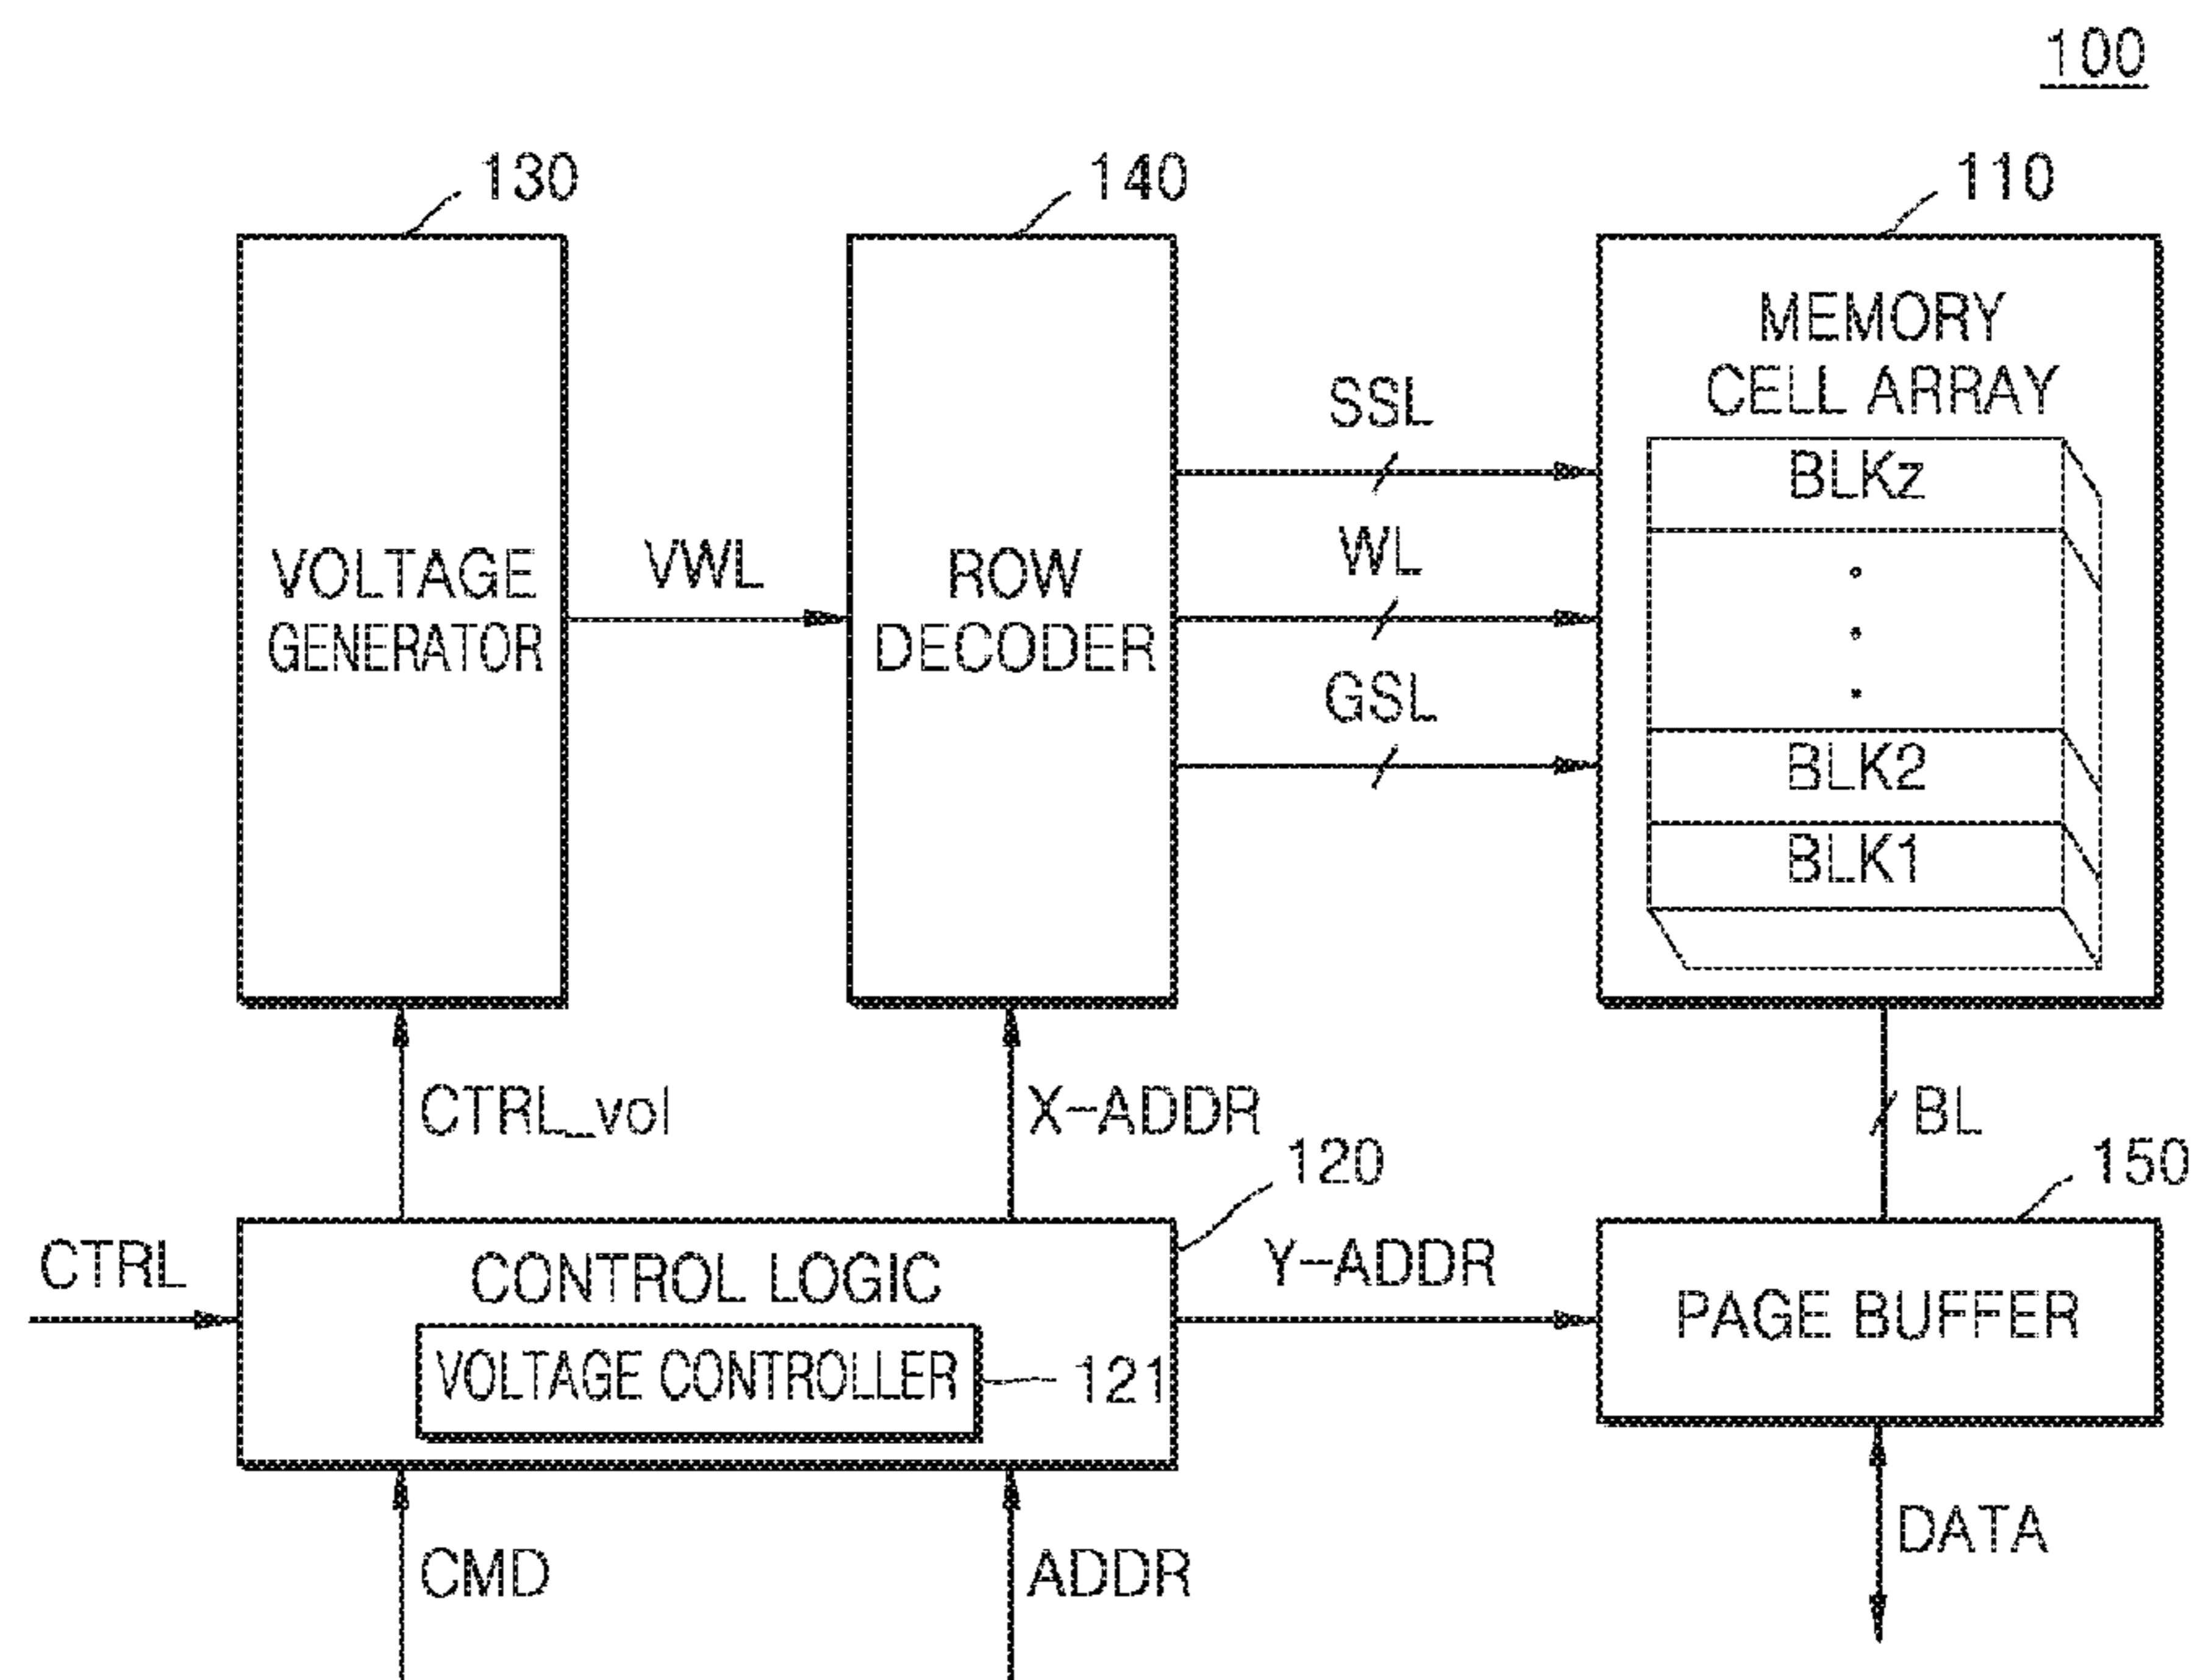 100
130
140
110
VOLTAGE
GENERATOR
VWL
ROW
DECODER
SSL
WL
GSL
MEMORY
CELL ARRAY
BLKz
BLK2
BLK1
CTRL_vol
X-ADDR
BL
120
150
CTRL
CONTROL LOGIC
VOLTAGE CONTROLLER
121
Y-ADDR
PAGE BUFFER
CMD
ADDR
DATA